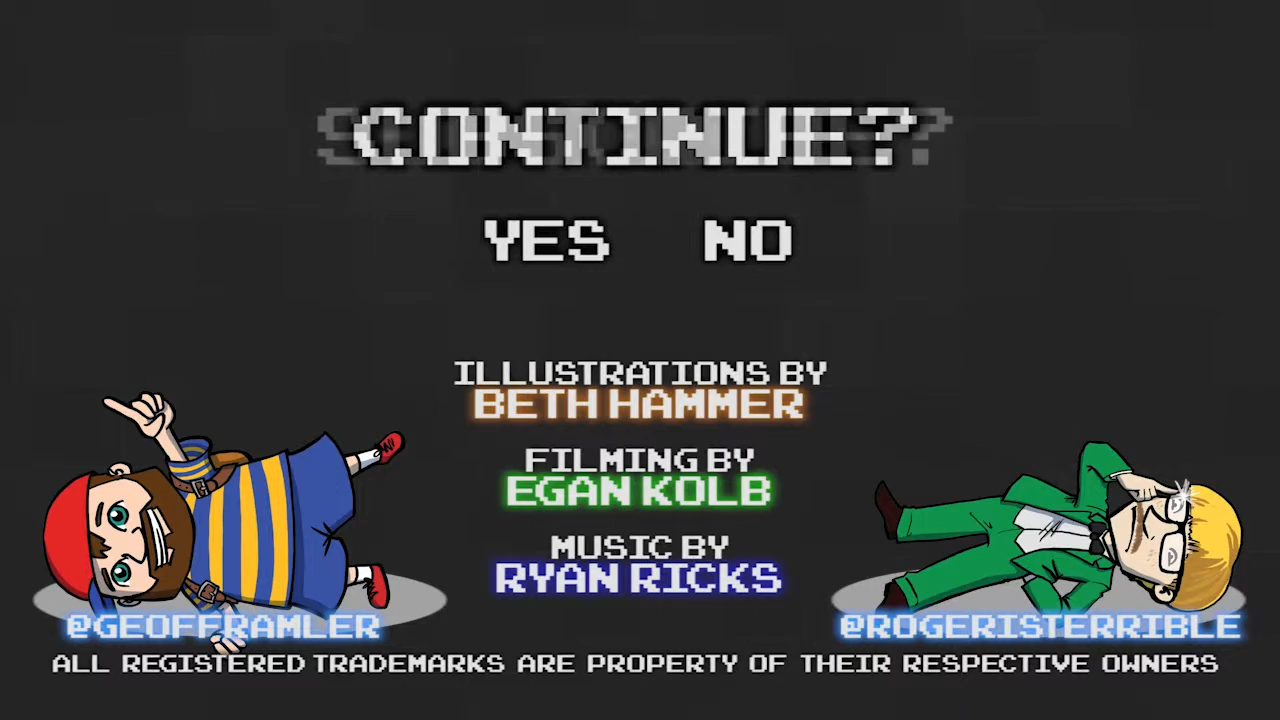 CONTINUE?
YES NO
ILLUSTRATIONS BY
BETH HAMMER
FILMING BY
EGAN KOLB
MUSIC BY
RYAN RICKS
@GEOFFRAMLER
@ROGERISTERRIBLE
ALL REGISTERED TRADEMARKS ARE PROPERTY OF THEIR RESPECTIVE OWNERS